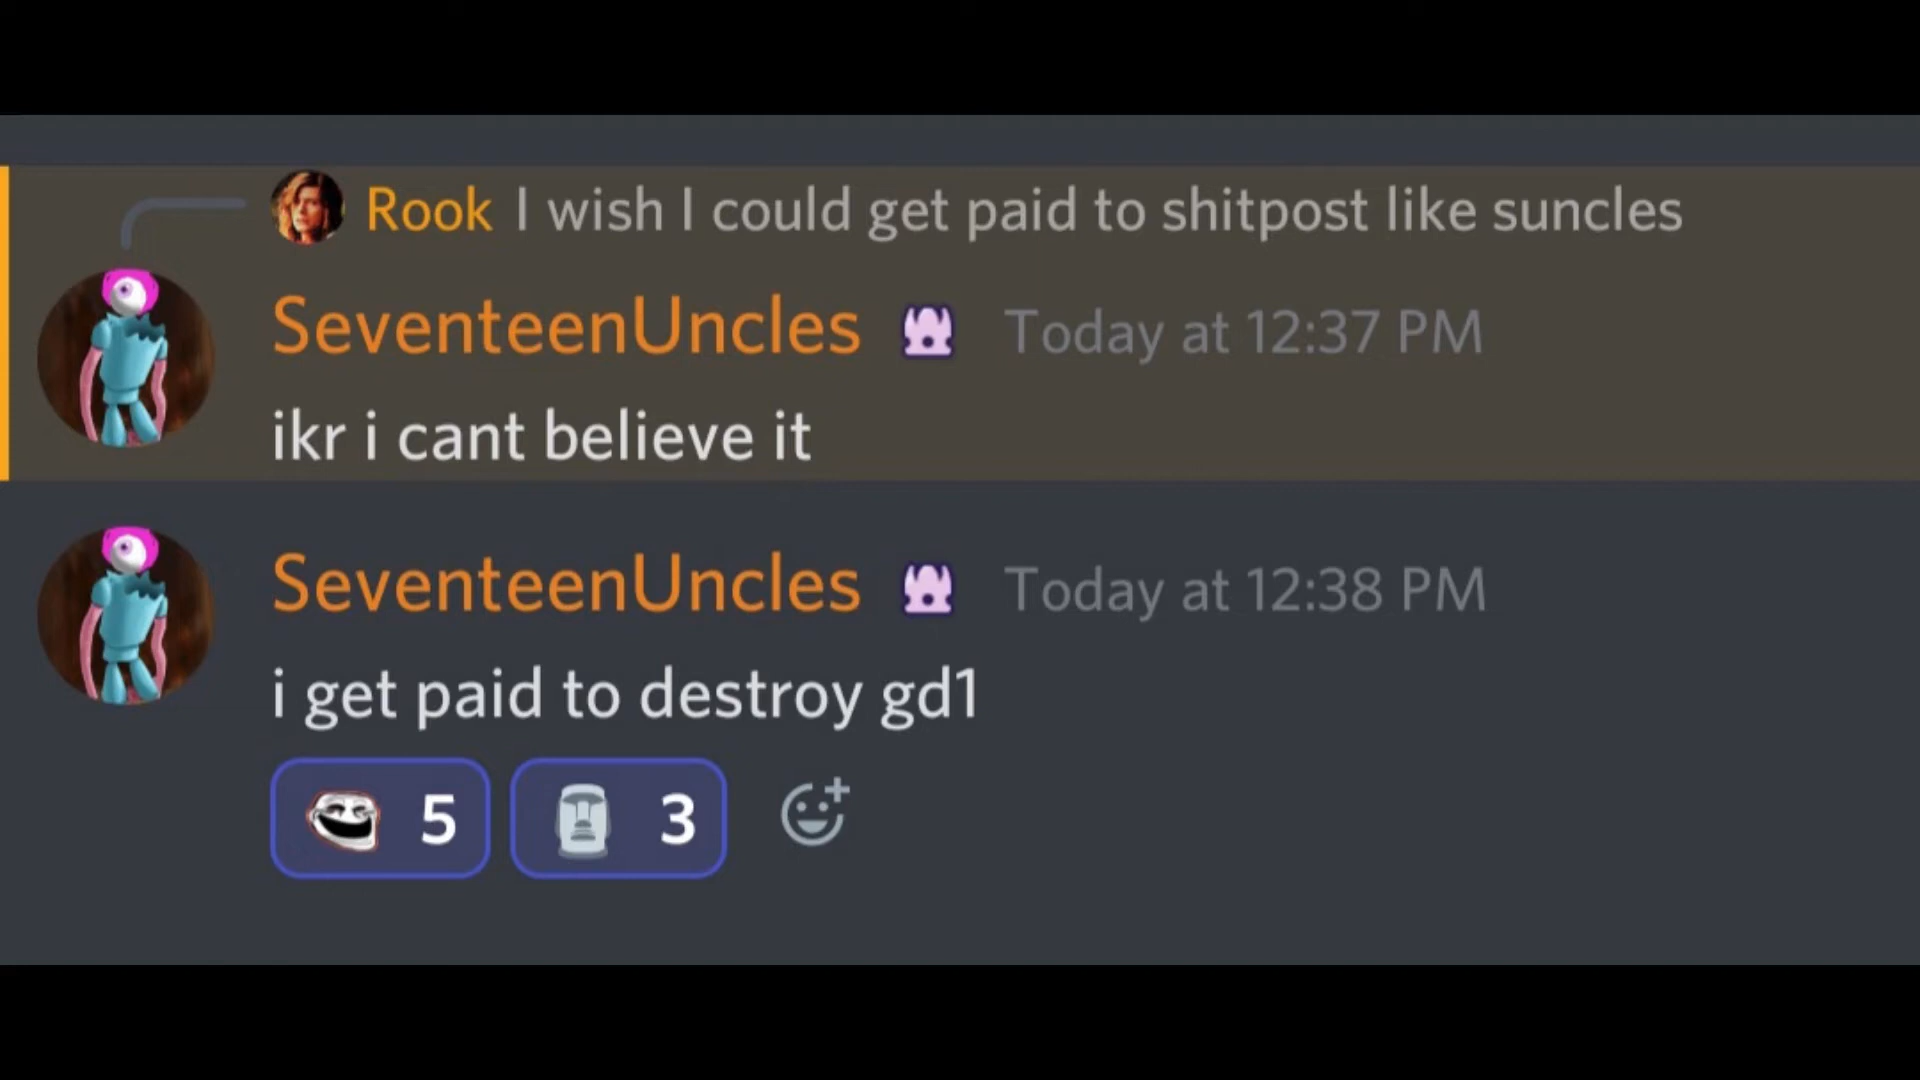 Rook I wish I could get paid to shitpost like suncles
SeventeenUncles Today at 12:37 PM
ikr i cant believe it
SeventeenUncles Today at 12:38 PM
i get paid to destroy gd1
5 3